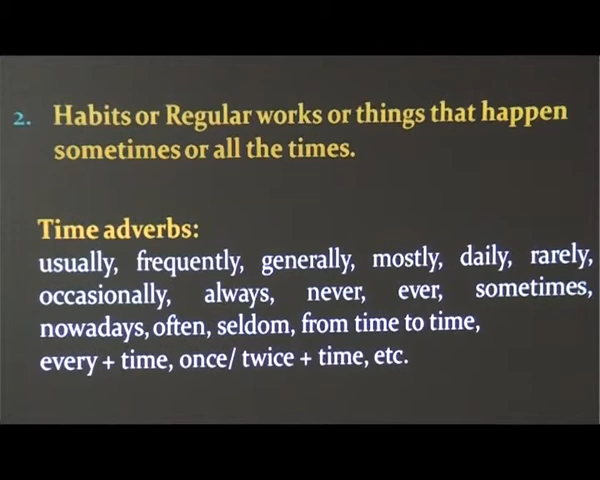 2. Habits or Regular works or things that happen
sometimes or all the times.
Time adverbs:
usually, frequently, generally, mostly, daily, rarely,
occasionally, always, never, ever, sometimes,
nowadays, often, seldom, from time to time,
every + time, once/ twice + time, etc.